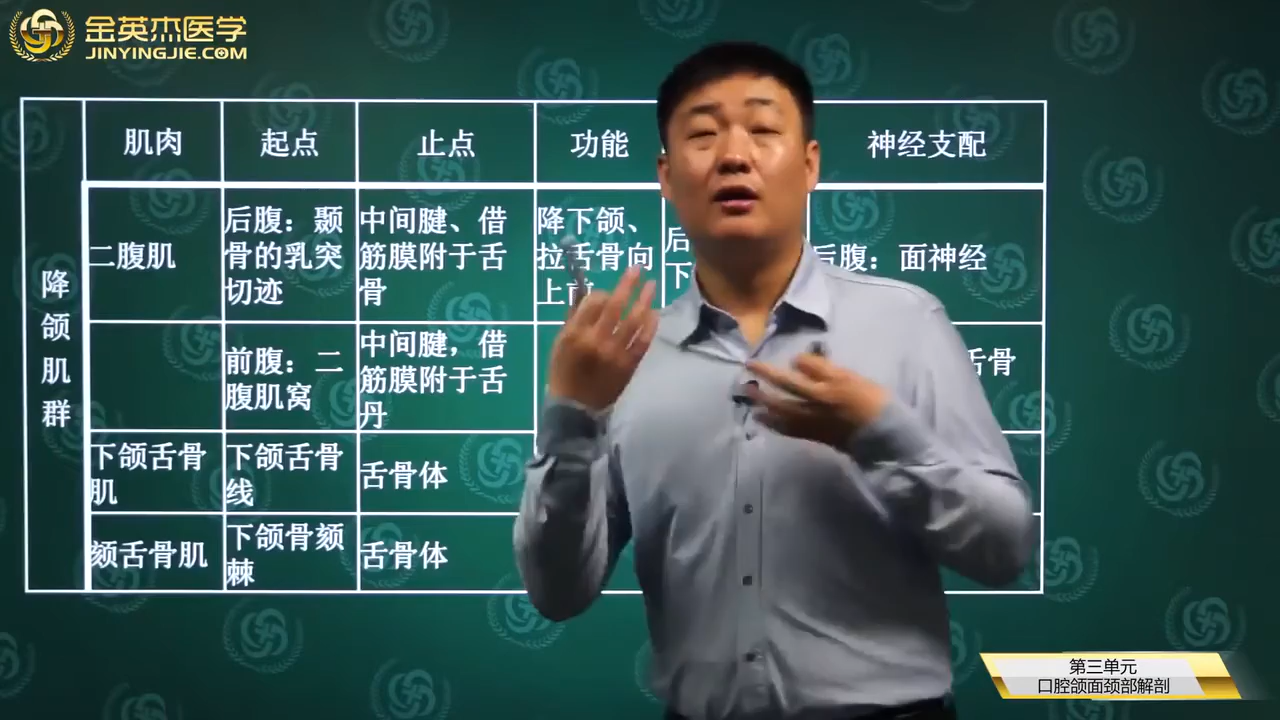 金英杰医学
JINYINGJIE.COM
肌肉
起点
止点
功能
神经支配
降
颌
肌
群
二腹肌
后腹：颞
骨的乳突
切迹
中间腱、借
筋膜附于舌
骨
降下颌、
拉舌骨向
上前
后
下
后腹：面神经
前腹：二
腹肌窝
中间腱，借
筋膜附于舌
丹
舌骨
下颌舌骨
肌
下颌舌骨
线
舌骨体
颏舌骨肌
下颌骨颏
棘
舌骨体
第三单元
口腔颌面颈部解剖